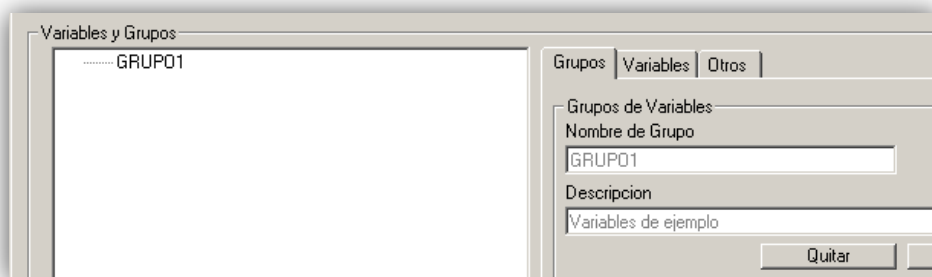 Variables y Grupos
GRUPO1
Grupos Variables Otros
Grupos de Variables
Nombre de Grupo
GRUPO1
Descripcion
Variables de ejemplo
Quitar